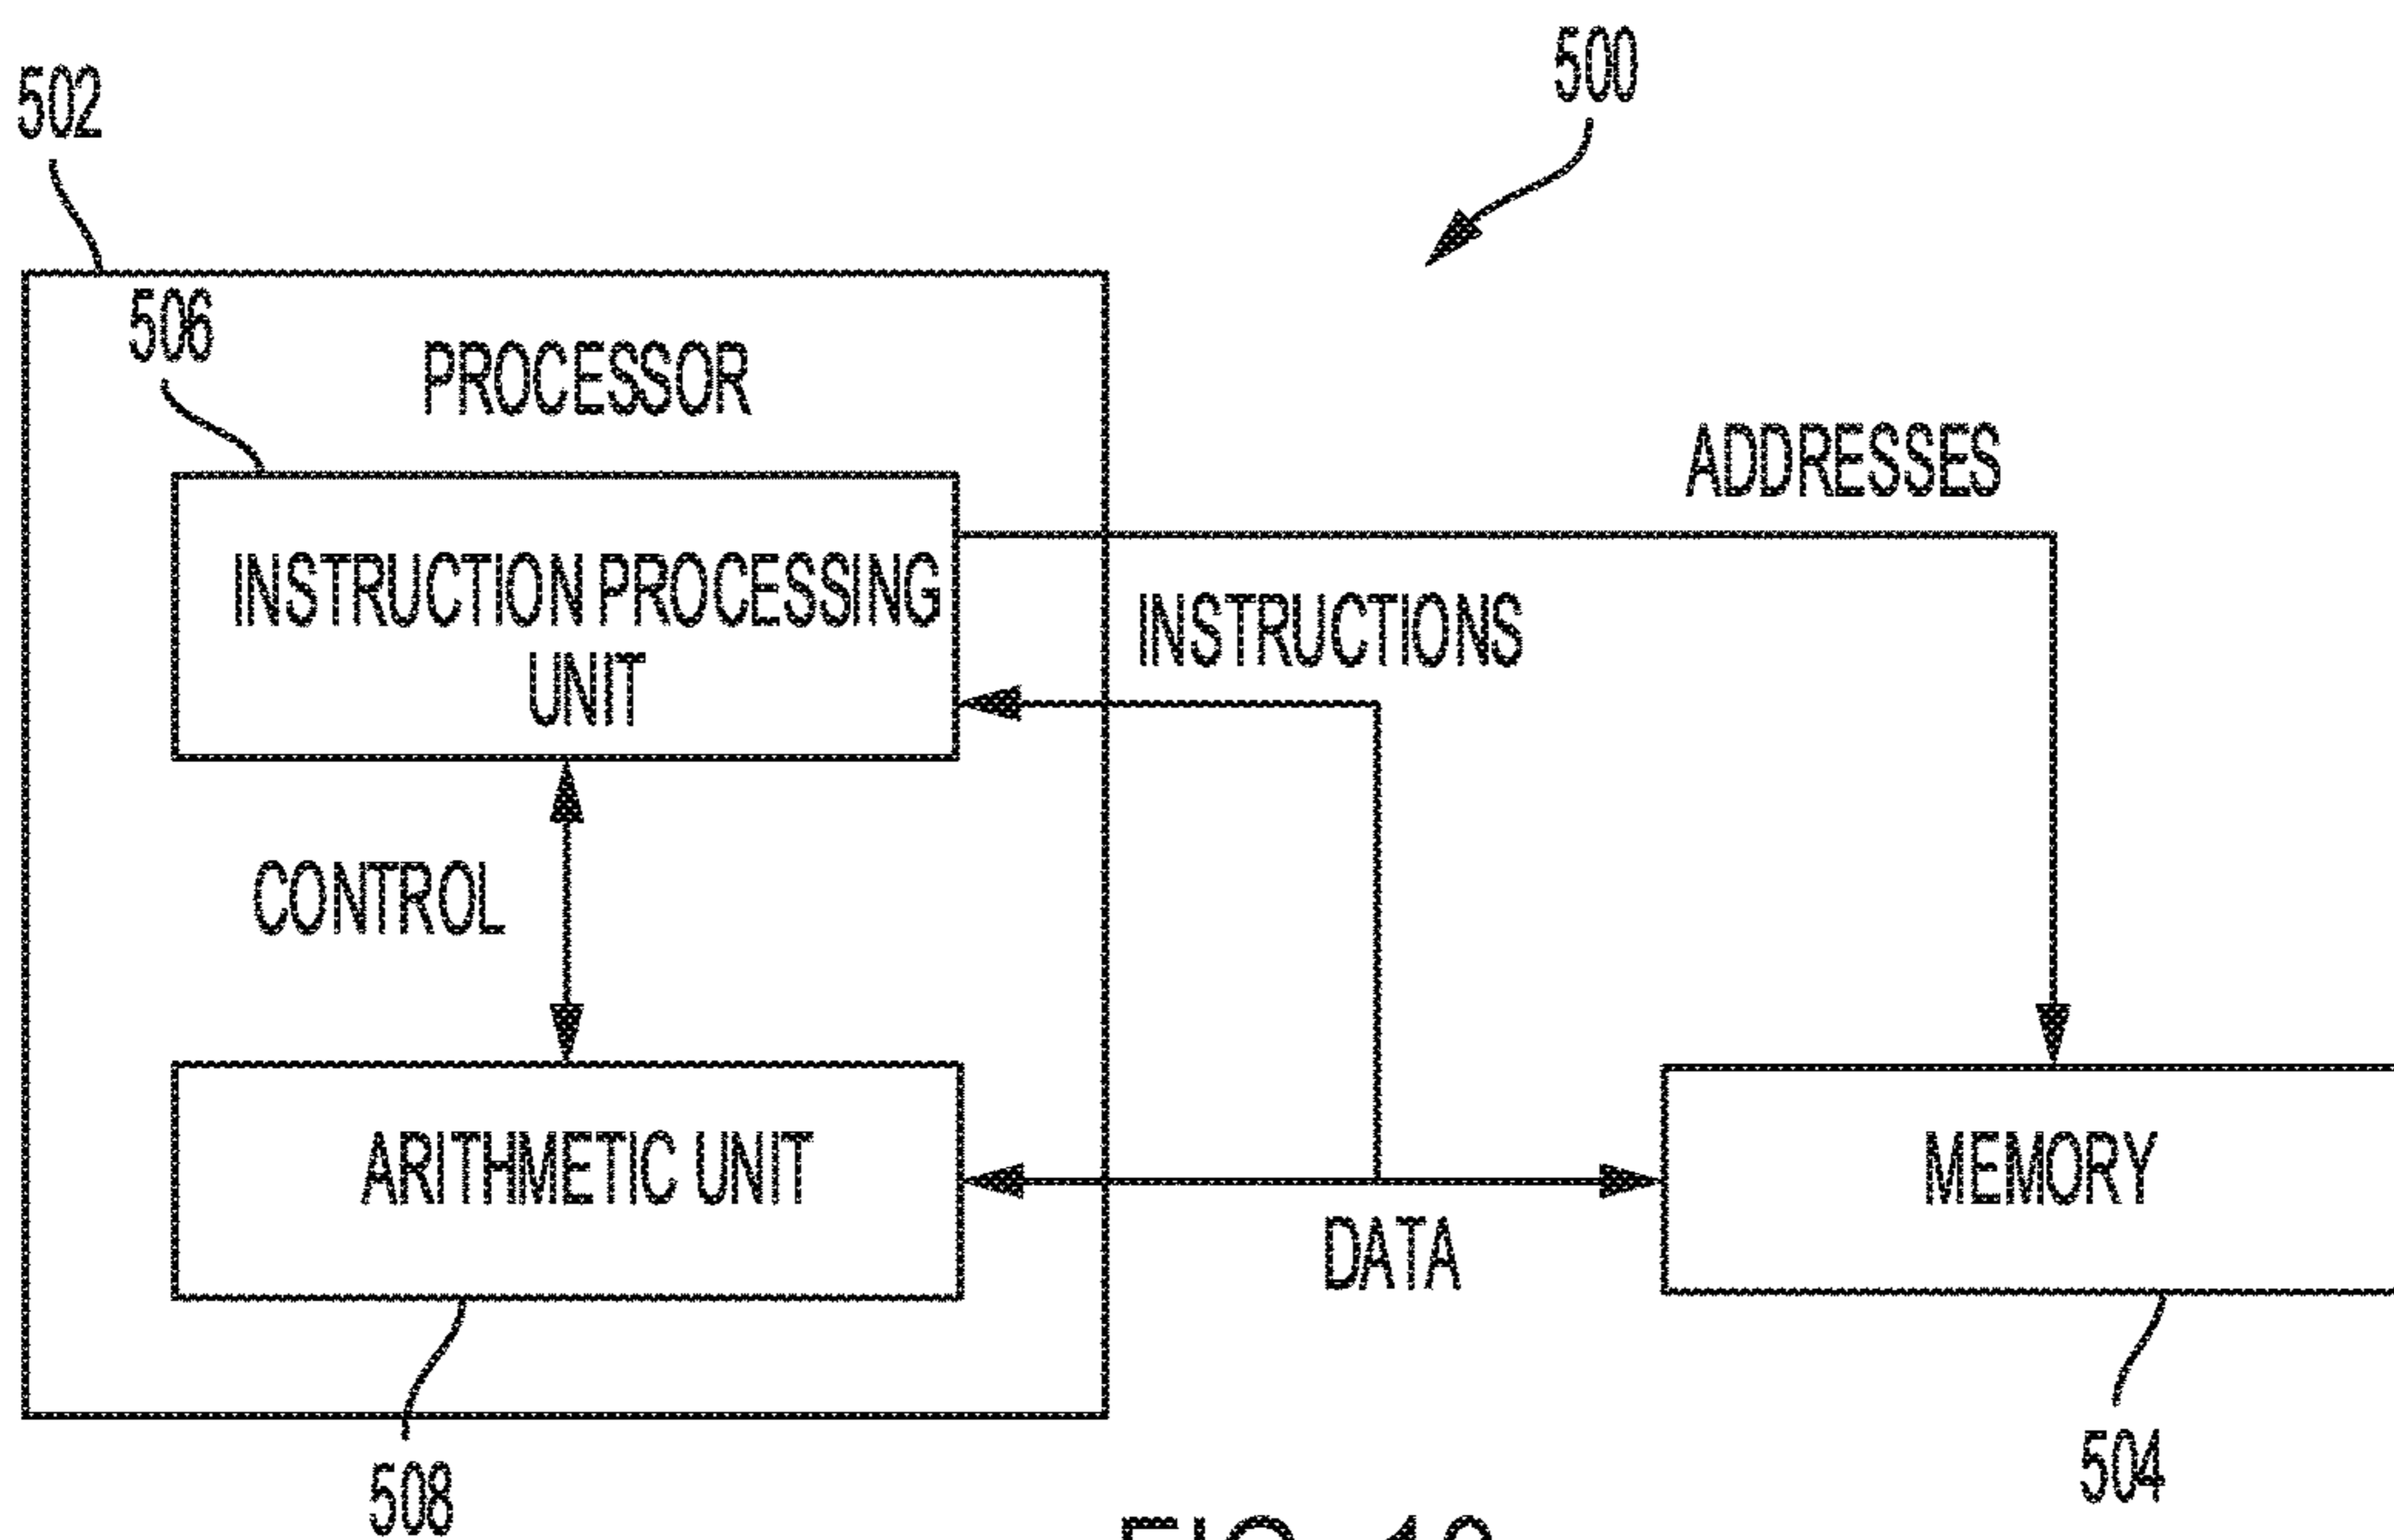 500
502
506
PROCESSOR
ADDRESSES
INSTRUCTION PROCESSING
UNIT
INSTRUCTIONS
CONTROL
ARITHMETIC UNIT
MEMORY
DATA
508
504